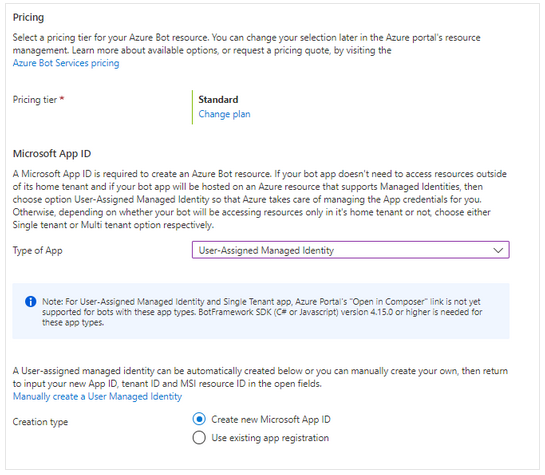 Pricing
Select a pricing tier for your Azure Bot resource. You can change your selection later in the Azure portal's resource
management. Learn more about available options, or request a pricing quote, by visiting the
Azure Bot Services pricing
Pricing tier *
Standard
Change plan
Microsoft App ID
A Microsoft App ID is required to create an Azure Bot resource. If your bot app doesn't need to access resources outside
of its home tenant and if your bot app will be hosted on an Azure resource that supports Managed Identities, then
choose option User-Assigned Managed Identity so that Azure takes care of managing the App credentials for you.
Otherwise, depending on whether your bot will be accessing resources only in it's home tenant or not, choose either
Single tenant or Multi tenant option respectively.
Type of App
User-Assigned Managed Identity
Note: For User-Assigned Managed Identity and Single Tenant app, Azure Portal's "Open in Composer" link is not yet
supported for bots with these app types. BotFramework SDK (C# or Javascript) version 4.15.0 or higher is needed for
these app types.
A User-assigned managed identity can be automatically created below or you can manually create your own, then return
to input your new App ID, tenant ID and MSI resource ID in the open fields.
Manually create a User Managed Identity
Creation type
Create new Microsoft App ID
Use existing app registration